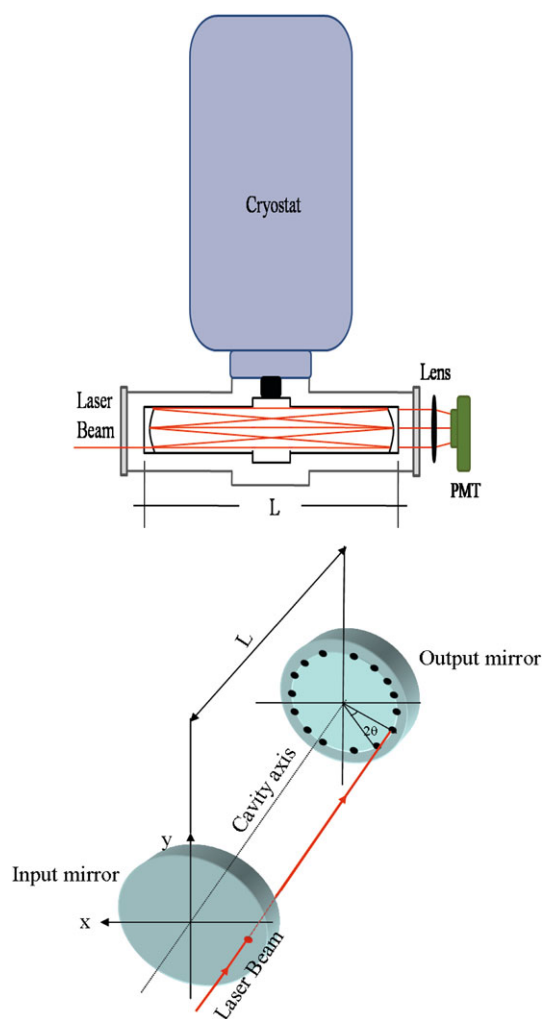 Cryostat
Lens
Laser
Beam
PMT
L
L
Output mirror
2θ
Cavity axis
y
Input mirror
x
Laser Beam